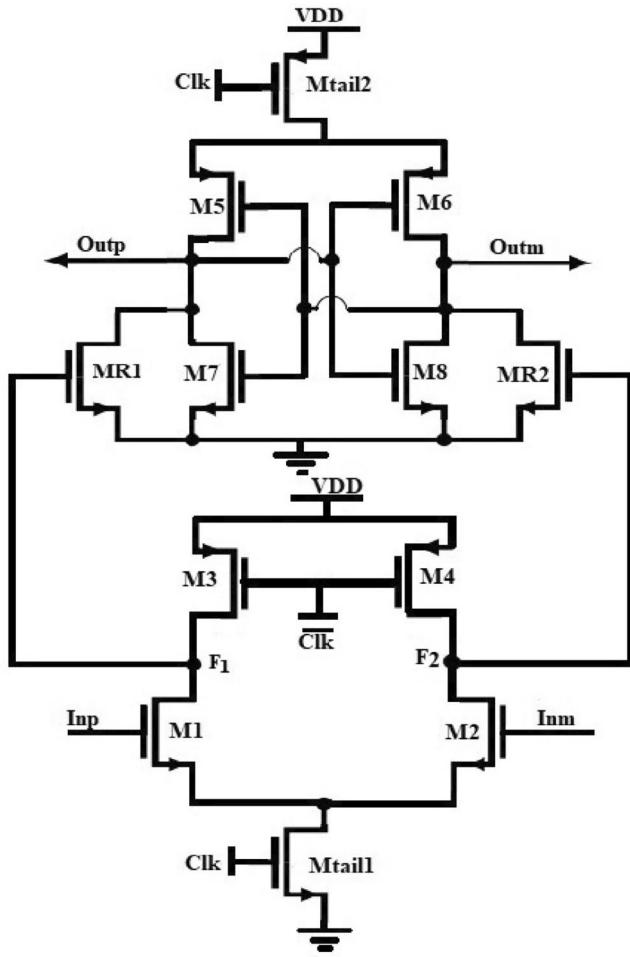 VDD
Clk
Mtail2
M5
M6
Outp
Outm
MR1
M7
M8
MR2
VDD
M3
M4
Clk
F1
F2
Inp
M1
M2
Inm
Clk
Mtail1